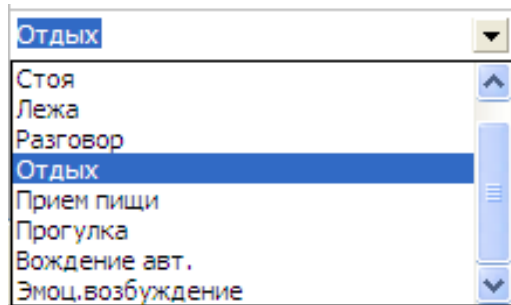 Отдых
Стоя
Лежа
Разговор
Отдых
Прием пищи
Прогулка
Вождение авт.
Эмоц.возбуждение